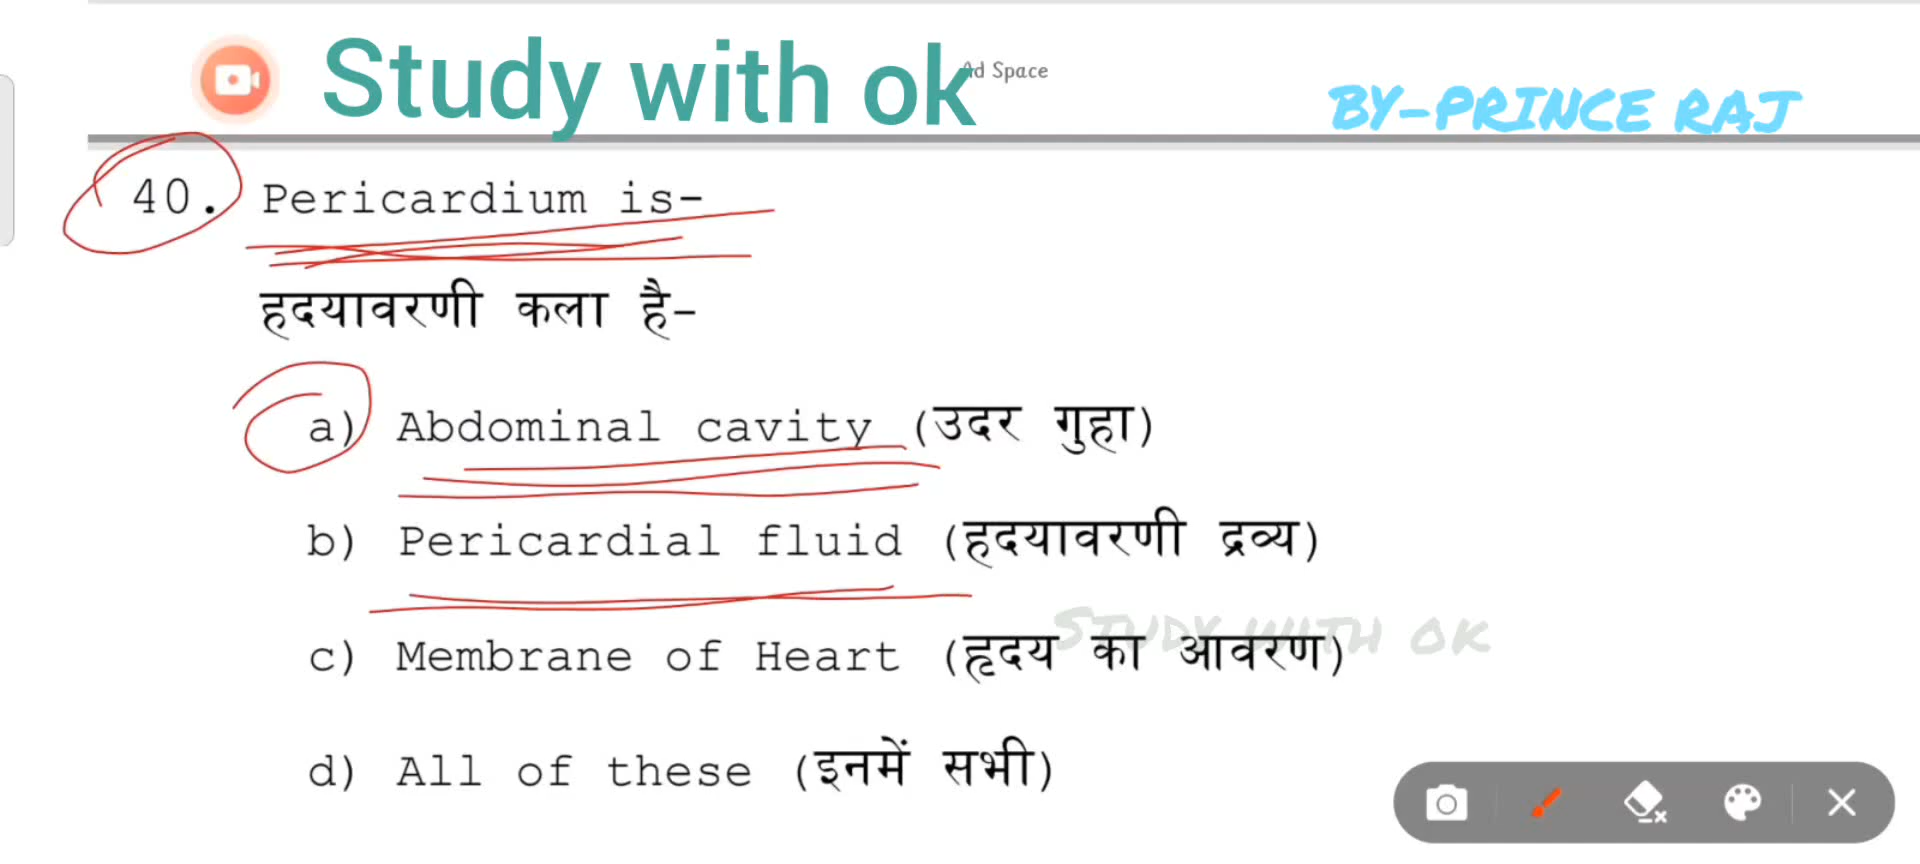 Study with ok
Ad Space
BY-PRINCE RAJ
40. Pericardium is-
हदयावरणी कला है-
a) Abdominal cavity (उदर गुहा)
b) Pericardial fluid (हदयावरणी द्रव्य)
c) Membrane of Heart (हृदय का आवरण)
Study with ok
d) All of these (इनमें सभी)